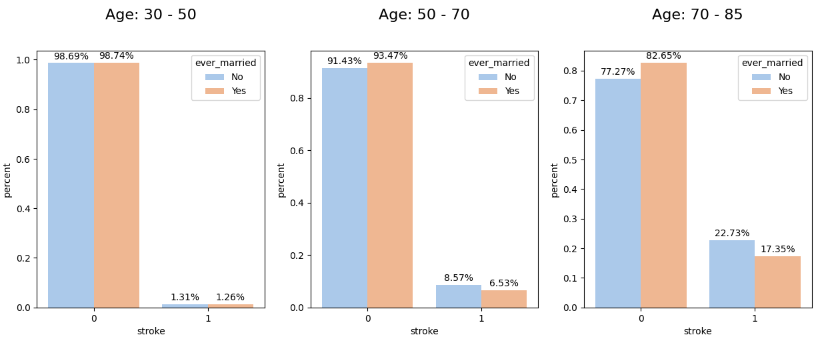 Age: 30 - 50
98.69% 98.74%
ever_married
No
Yes
1.31% 1.26%
1.0
0.8
0.6
0.4
0.2
0.0
percent
0 1
stroke
Age: 50 - 70
91.43% 93.47%
ever_married
No
Yes
8.57% 6.53%
0.8
0.6
0.4
0.2
0.0
percent
0 1
stroke
Age: 70 - 85
77.27% 82.65%
ever_married
No
Yes
22.73% 17.35%
0.8
0.7
0.6
0.5
0.4
0.3
0.2
0.1
0.0
percent
0 1
stroke